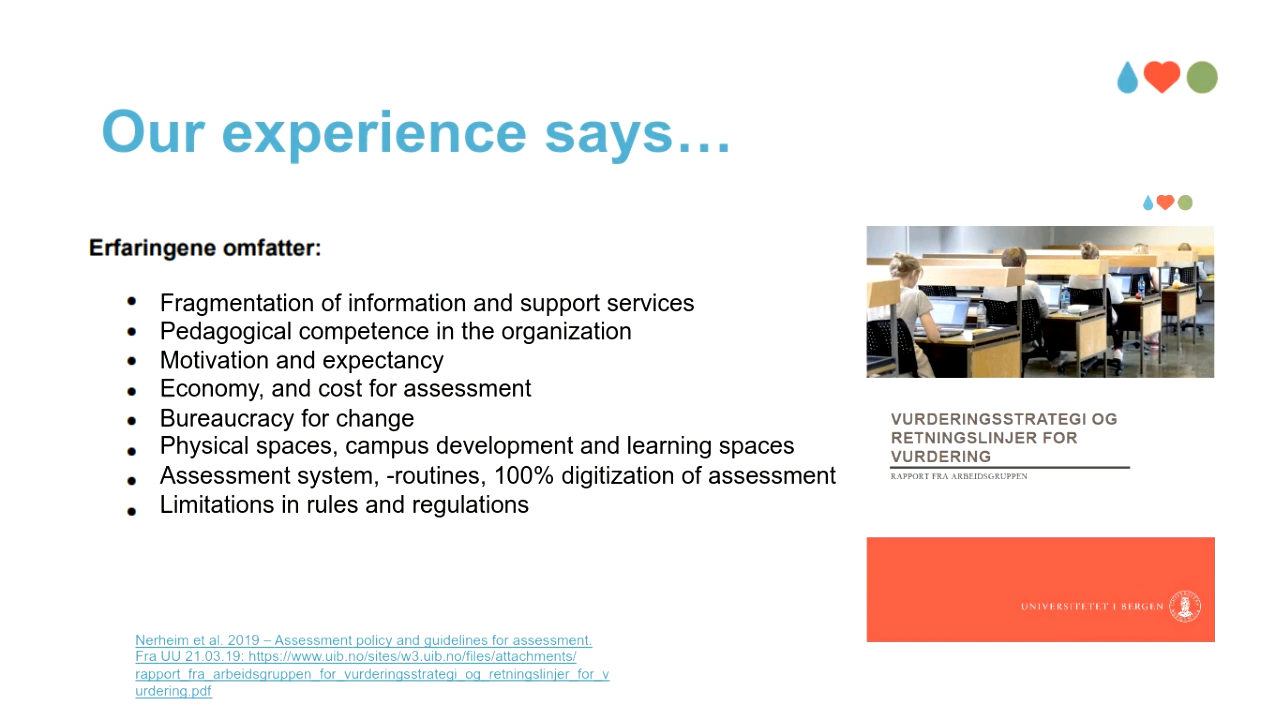 Our experience says…
Erfaringene omfatter:
Fragmentation of information and support services
Pedagogical competence in the organization
Motivation and expectancy
Economy, and cost for assessment
Bureaucracy for change
Physical spaces, campus development and learning spaces
Assessment system, -routines, 100% digitization of assessment
Limitations in rules and regulations
VURDERINGSSTRATEGI OG
RETNINGSLINJER FOR
VURDERING
RAPPORT FRA ARBEIDSGRUPPEN
UNIVERSITETET I BERGEN
Nerheim et al. 2019 – Assessment policy and guidelines for assessment.
Fra UU 21.03.19: https://www.uib.no/sites/w3.uib.no/files/attachments/
rapport_fra_arbeidsgruppen_for_vurderingsstrategi_og_retningslinjer_for_v
urdering.pdf